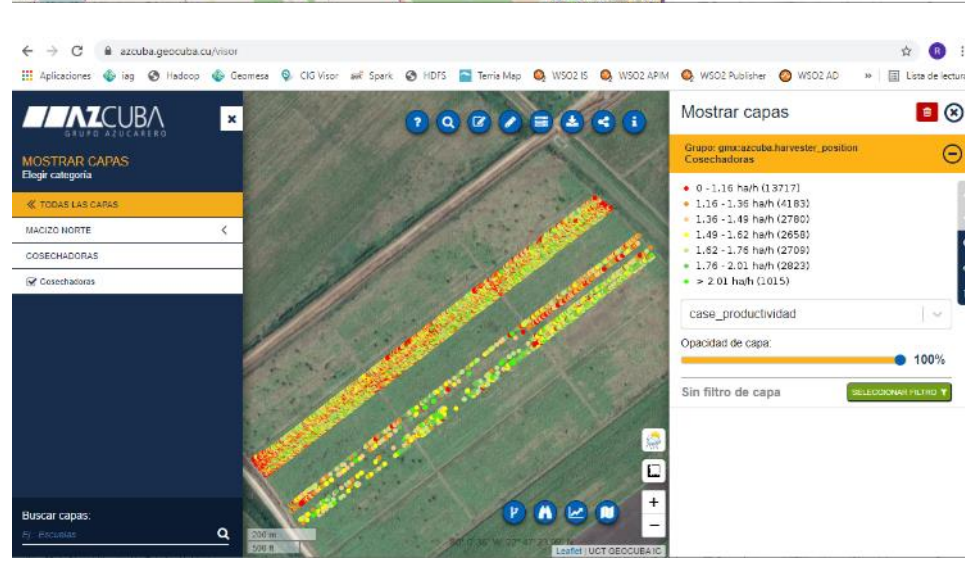 azcuba.geocuba.cu/visor
R
Aplicaciones iag Hadoop Geomesa CIG Visor Spark HDFS Terria Map WSO2 IS WSO2 APIM WSO2 Publisher WSO2 AD » Lista de lectura
AZCUBA
GRUPO AZUCARERO
MOSTRAR CAPAS
Elegir categoría
TODAS LAS CAPAS
MACIZO NORTE
COSECHADORAS
Cosechadoras
Buscar capas:
Ej: Escuelas
200 m
500 ft
Leaflet | UCT GEOCUBA IC
Mostrar capas
Grupo: gmx:azcuba.harvester_position
Cosechadoras
0 - 1.16 ha/h (13717)
1.16 - 1.36 ha/h (4183)
1.36 - 1.49 ha/h (2780)
1.49 - 1.62 ha/h (2658)
1.62 - 1.76 ha/h (2709)
1.76 - 2.01 ha/h (2823)
> 2.01 ha/h (1015)
case_productividad
Opacidad de capa:
100%
Sin filtro de capa
SELECCIONAR FILTRO